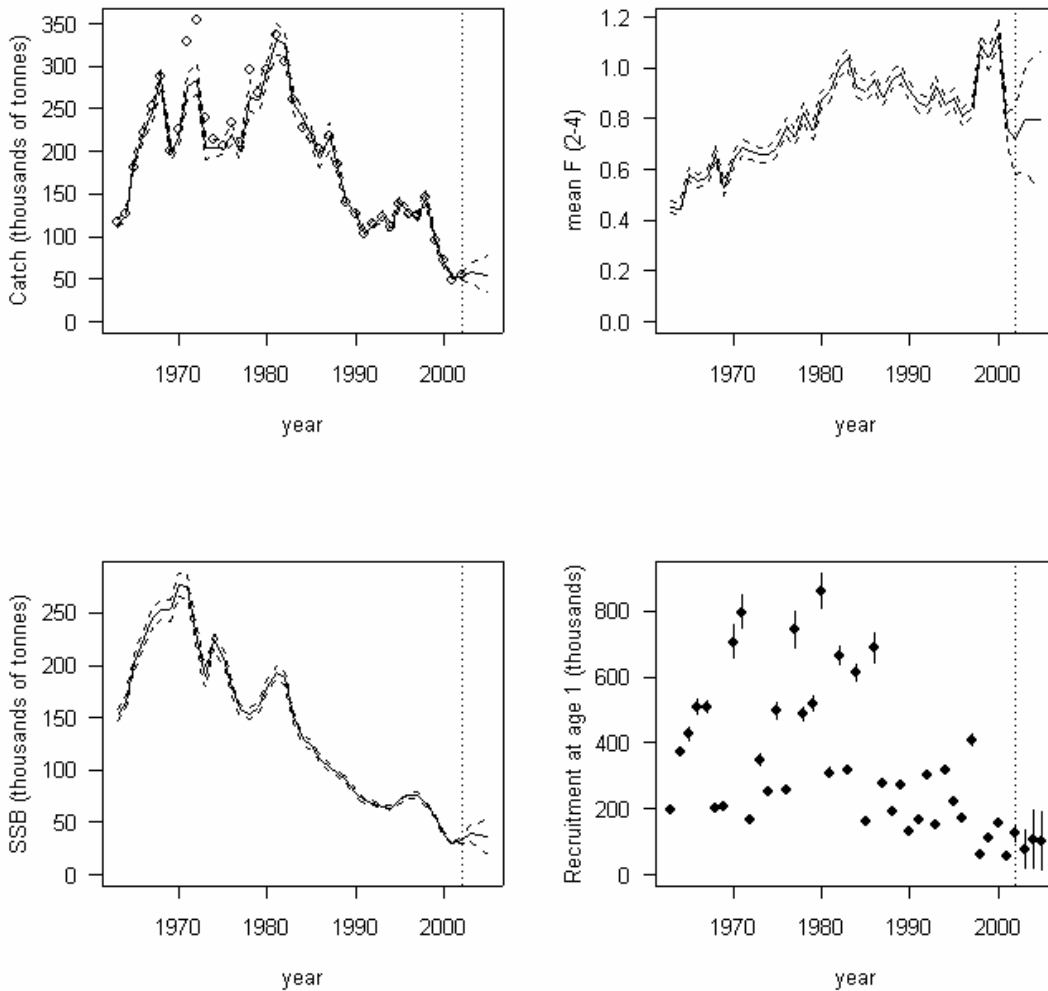 Catch (thousands of tonnes)
350
300
250
200
150
100
50
0
1970 1980 1990 2000
year
mean F (2-4)
1.2
1.0
0.8
0.6
0.4
0.2
0.0
1970 1980 1990 2000
year
SSB (thousands of tonnes)
250
200
150
100
50
0
1970 1980 1990 2000
year
Recruitment at age 1 (thousands)
800
600
400
200
0
1970 1980 1990 2000
year